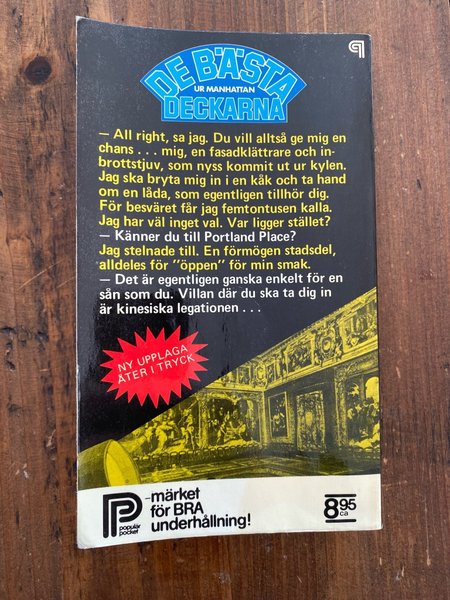 DE BÄSTA
UR MANHATTAN
DECKARNA
— All right, sa jag. Du vill alltså ge mig en
chans . . . mig, en fasadklättrare och in-
brottstjuv, som nyss kommit ut ur kylen.
Jag ska bryta mig in i en kåk och ta hand
om en låda, som egentligen tillhör dig.
För besväret får jag femtontusen kalla.
Jag har väl inget val. Var ligger stället?
— Känner du till Portland Place?
Jag stelnade till. En förmögen stadsdel,
alldeles för ”öppen” för min smak.
— Det är egentligen ganska enkelt för en
sån som du. Villan där du ska ta dig in
är kinesiska legationen . . .
NY UPPLAGA
ÅTER I TRYCK
populär
pocket
–märket
för BRA
underhållning!
8 95
ca